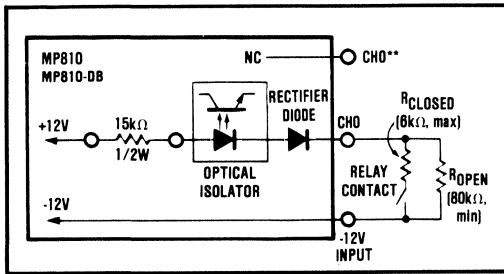 MP810
MP810-DB
NC
CHO**
RCLOSED
(6kΩ, max)
RECTIFIER
DIODE
15kΩ
+12V
1/2W
CHO
OPTICAL
ISOLATOR
RELAY
CONTACT
ROPEN
(80kΩ,
min)
-12V
-12V
INPUT